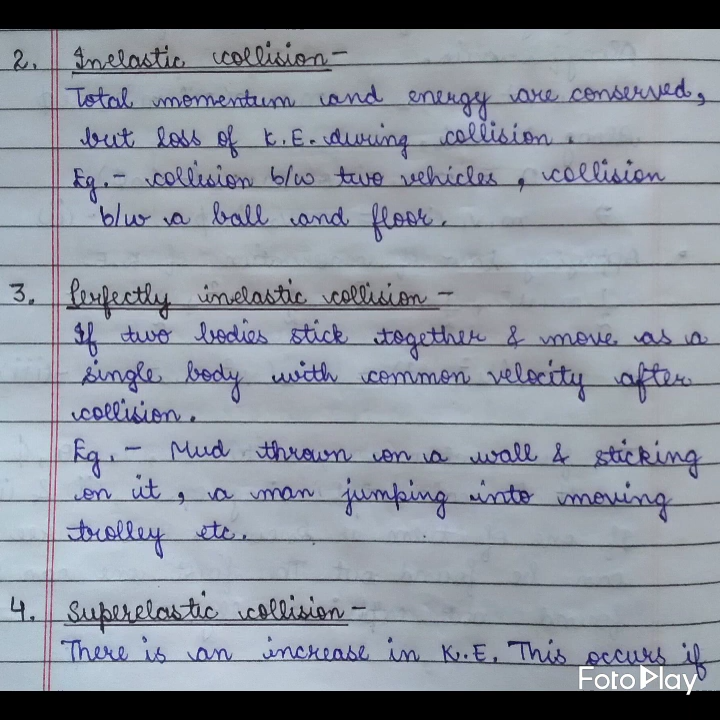 2. Inelastic collision -
Total momentum and energy are conserved,
but loss of K.E. during collision.
Eg. - collision b/w two vehicles, collision
b/w a ball and floor.
3. Perfectly inelastic collision -
If two bodies stick together & move as a
single body with common velocity after
collision.
Eg. - Mud thrown on a wall & sticking
on it, a man jumping into moving
trolley etc.
4. Superelastic collision -
There is an increase in K.E. This occurs if
FotoPlay